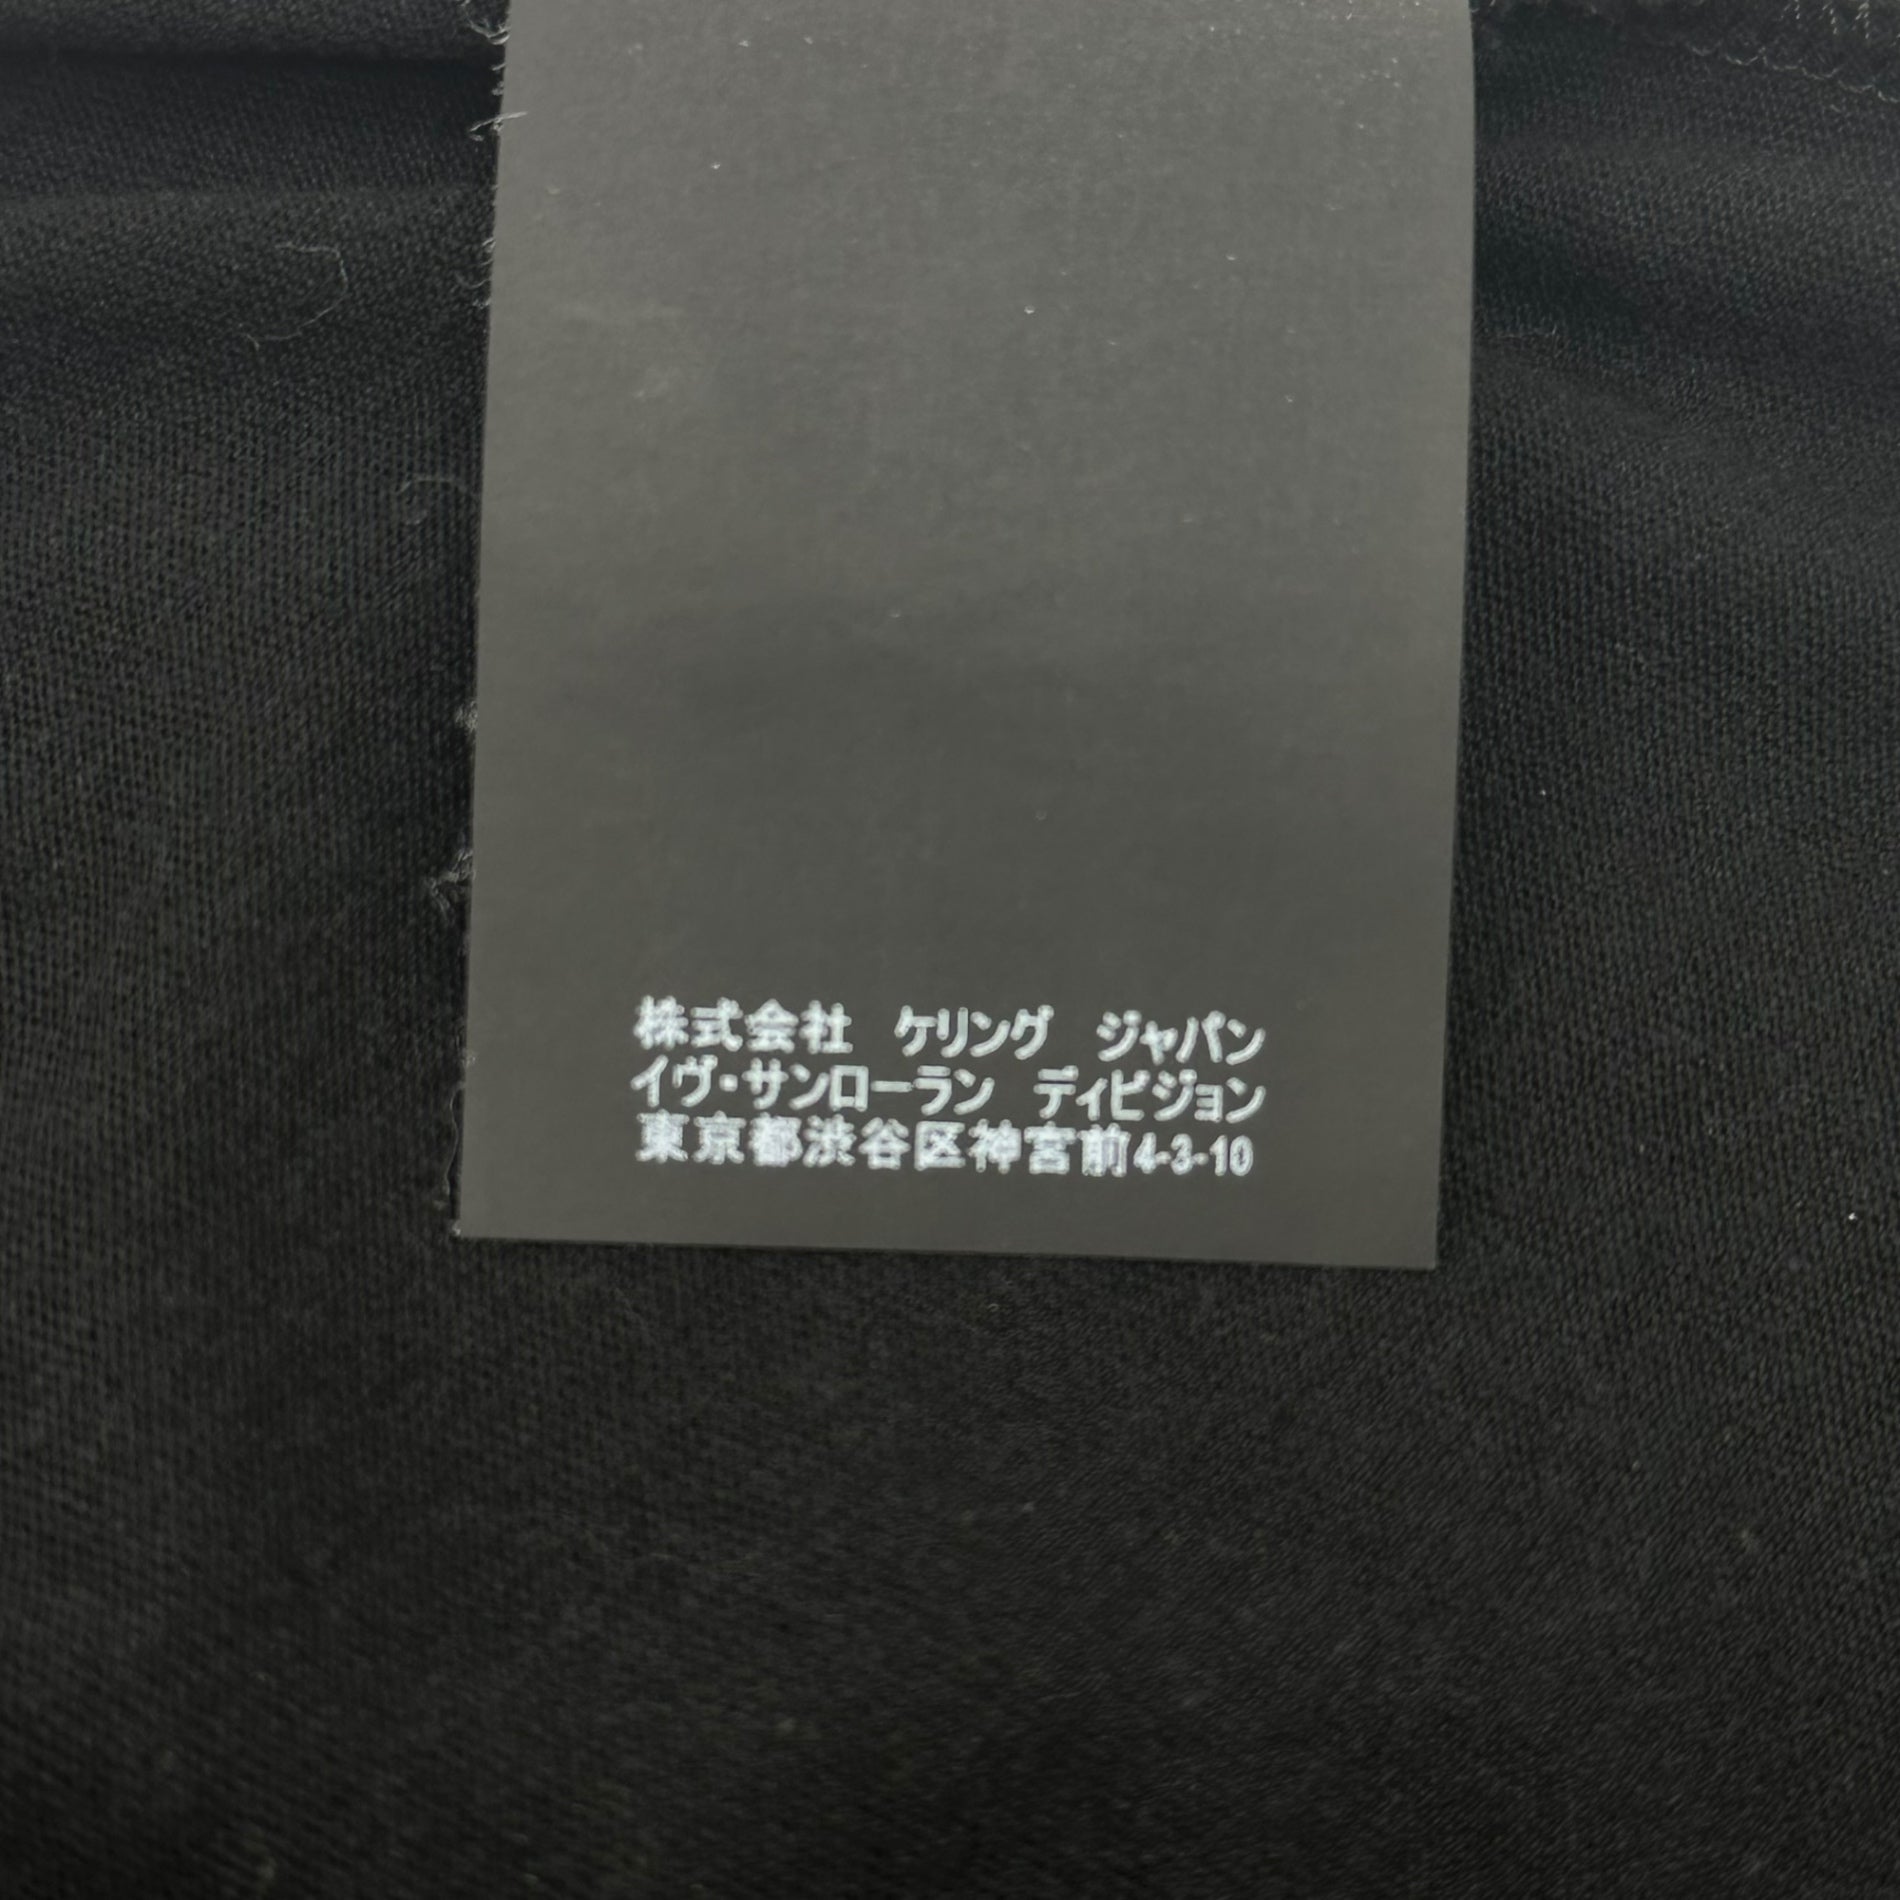 株式会社　ケリング　ジャパン
イヴ・サンローラン　ディビジョン
東京都渋谷区神宮前4-3-10